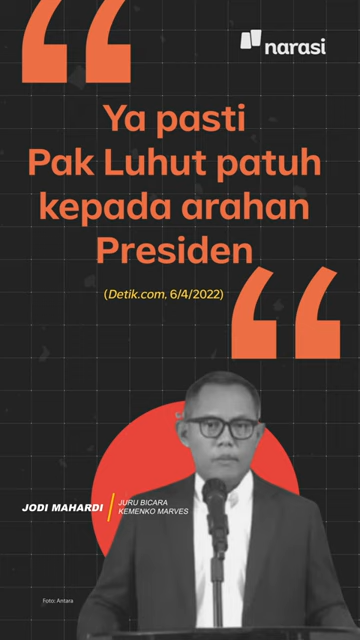 narasi
Ya pasti
Pak Luhut patuh
kepada arahan
Presiden
(Detik.com, 6/4/2022)
JODI MAHARDI
JURU BICARA
KEMENKO MARVES
Foto: Antara